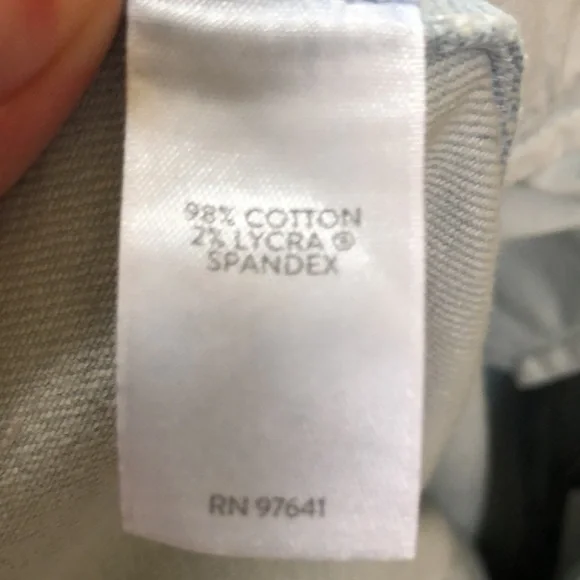 98% COTTON
2% LYCRA ®
SPANDEX
RN 97641